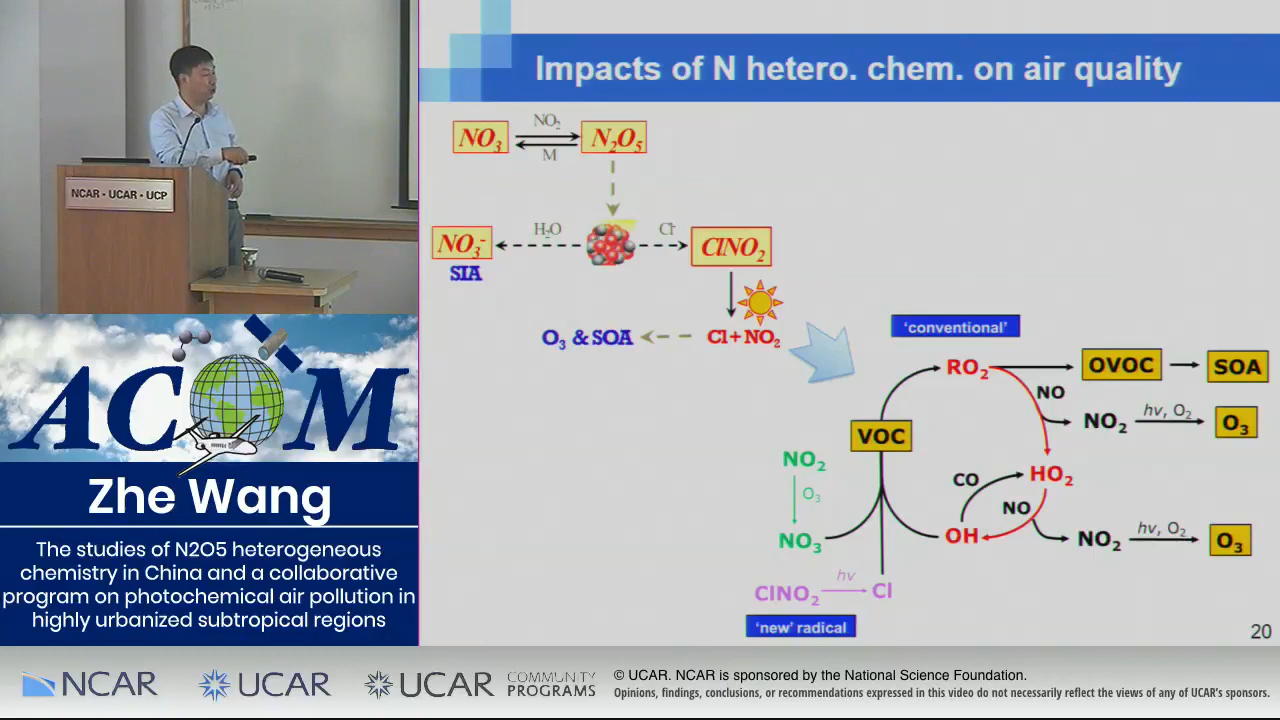 Impacts of N hetero. chem. on air quality
NO₃
NO₂
M
N₂O₅
NO₃⁻
SIA
H₂O
Cl⁻
ClNO₂
O₃ & SOA
Cl + NO₂
'conventional'
RO₂
OVOC
SOA
NO
NO₂
hv, O₂
O₃
VOC
NO₂
O₃
NO₃
CO
HO₂
NO
OH
NO₂
hv, O₂
O₃
ClNO₂
hv
Cl
'new' radical
20
NCAR • UCAR • UCP
ACOM
Zhe Wang
The studies of N2O5 heterogeneous
chemistry in China and a collaborative
program on photochemical air pollution in
highly urbanized subtropical regions
NCAR
UCAR
UCAR
COMMUNITY
PROGRAMS
© UCAR. NCAR is sponsored by the National Science Foundation.
Opinions, findings, conclusions, or recommendations expressed in this video do not necessarily reflect the views of any of UCAR's sponsors.